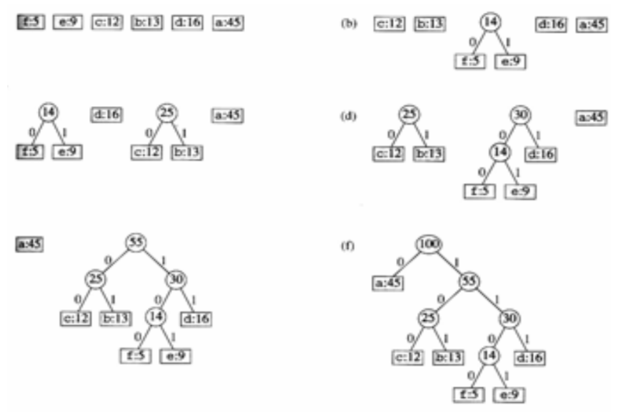 f:5 e:9 c:12 b:13 d:16 a:45
(b) c:12 b:13 14 d:16 a:45
0 1
f:5 e:9
14 d:16 25 a:45
0 1 0 1
f:5 e:9 c:12 b:13
(d) 25 30 a:45
0 1 0 1
c:12 b:13 14 d:16
0 1
f:5 e:9
a:45 55
0 1
25 30
0 1 0 1
c:12 b:13 14 d:16
0 1
f:5 e:9
(f) 100
0 1
a:45 55
0 1
25 30
0 1 0 1
c:12 b:13 14 d:16
0 1
f:5 e:9